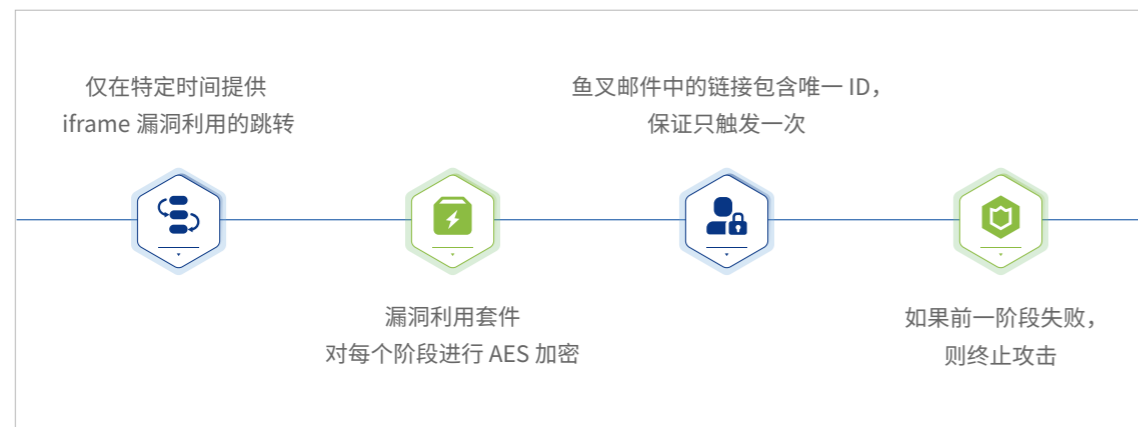 仅在特定时间提供
iframe 漏洞利用的跳转
漏洞利用套件
对每个阶段进行 AES 加密
鱼叉邮件中的链接包含唯一 ID，
保证只触发一次
如果前一阶段失败，
则终止攻击